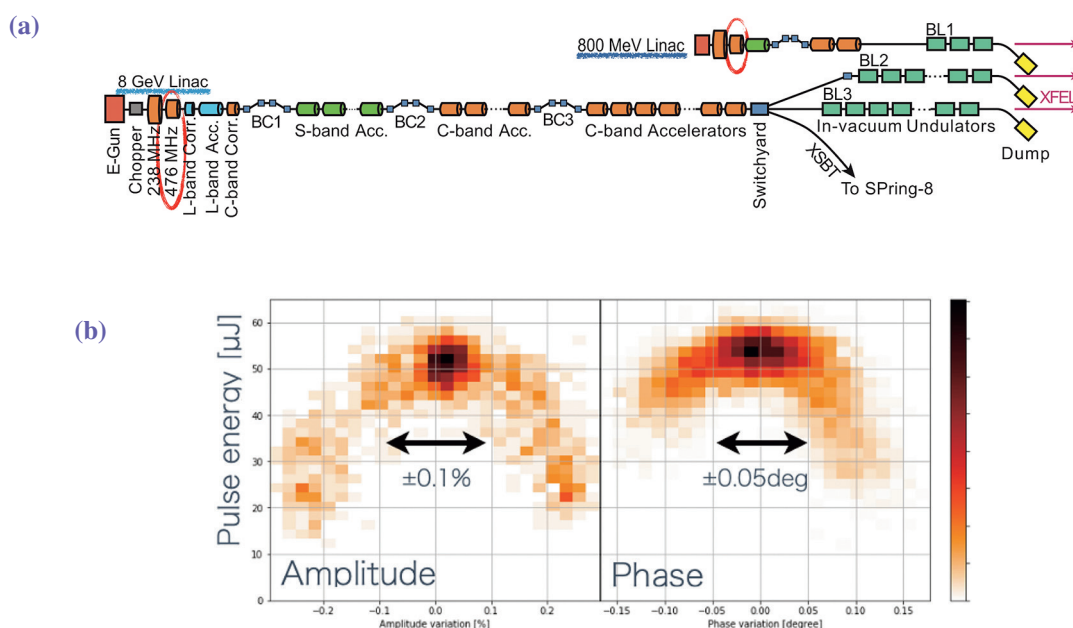 (a)
800 MeV Linac
BL1
8 GeV Linac
BL2
BL3
XFEL
BC1
BC2
BC3
S-band Acc.
C-band Acc.
C-band Accelerators
In-vacuum Undulators
Dump
E-Gun
Chopper
238 MHz
476 MHz
L-band Corr.
L-band Acc.
C-band Corr.
Switchyard
XSBT
To SPring-8
(b)
Pulse energy [μJ]
60
50
40
30
20
10
0
±0.1%
±0.05deg
Amplitude
Phase
−0.2 −0.1 0.0 0.1 0.2
−0.15 −0.10 −0.05 0.00 0.05 0.10 0.15
Amplitude variation [%]
Phase variation [degree]